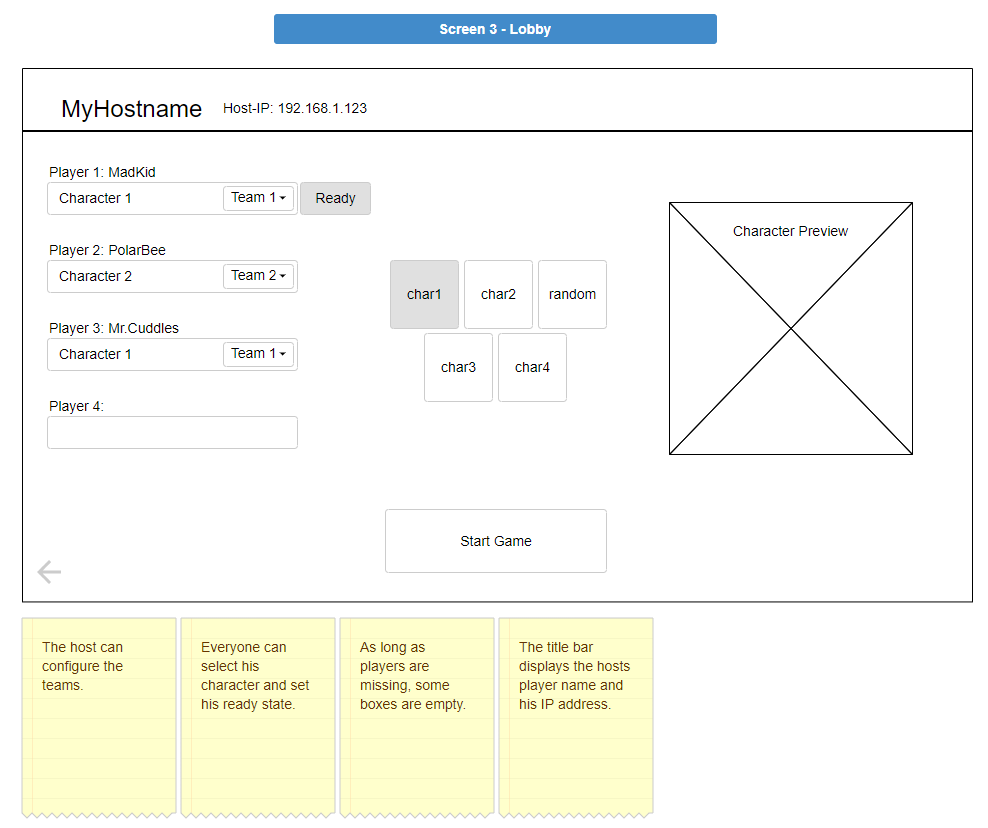 Screen 3 - Lobby
MyHostname Host-IP: 192.168.1.123
Player 1: MadKid
Character 1 Team 1 Ready
Player 2: PolarBee
Character 2 Team 2
Player 3: Mr.Cuddles
Character 1 Team 1
Player 4:
char1 char2 random
char3 char4
Character Preview
Start Game
The host can
configure the
teams.
Everyone can
select his
character and set
his ready state.
As long as
players are
missing, some
boxes are empty.
The title bar
displays the hosts
player name and
his IP address.